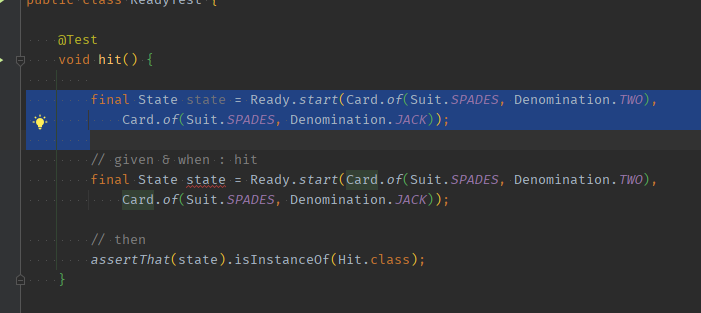 public class ReadyTest {
@Test
void hit() {
final State state = Ready.start(Card.of(Suit.SPADES, Denomination.TWO),
Card.of(Suit.SPADES, Denomination.JACK));
// given & when : hit
final State state = Ready.start(Card.of(Suit.SPADES, Denomination.TWO),
Card.of(Suit.SPADES, Denomination.JACK));
// then
assertThat(state).isInstanceOf(Hit.class);
}